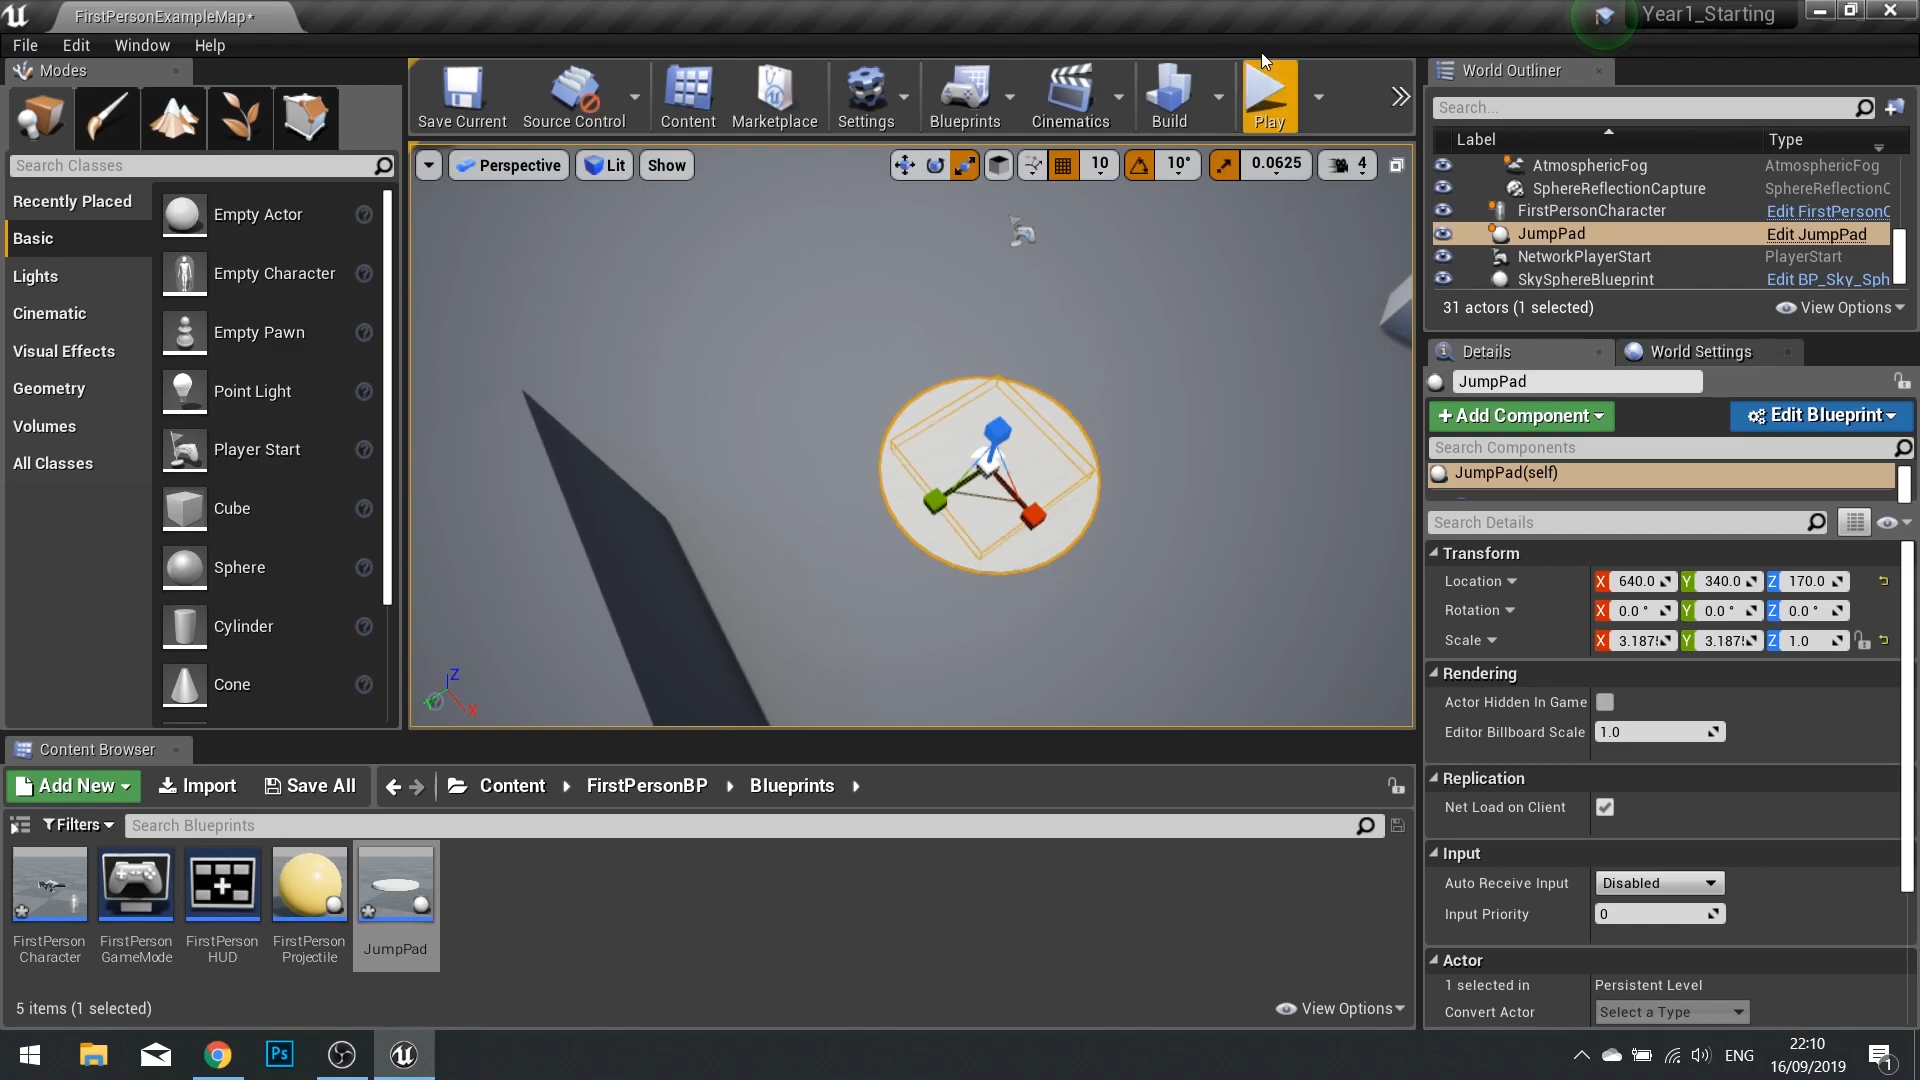 FirstPersonExampleMap*
Year1_Starting
File Edit Window Help
Modes
Save Current
Source Control
Content
Marketplace
Settings
Blueprints
Cinematics
Build
Play
Search Classes
Recently Placed
Basic
Lights
Cinematic
Visual Effects
Geometry
Volumes
All Classes
Empty Actor
Empty Character
Empty Pawn
Point Light
Player Start
Cube
Sphere
Cylinder
Cone
Perspective
Lit
Show
10
10°
0.0625
4
Z
X
World Outliner
Search...
Label Type
AtmosphericFog AtmosphericFog
SphereReflectionCapture SphereReflectionC
FirstPersonCharacter Edit FirstPersonC
JumpPad Edit JumpPad
NetworkPlayerStart PlayerStart
SkySphereBlueprint Edit BP_Sky_Sph
31 actors (1 selected) View Options
Details World Settings
JumpPad
+ Add Component Edit Blueprint
Search Components
JumpPad(self)
Search Details
Transform
Location X 640.0 Y 340.0 Z 170.0
Rotation X 0.0 ° Y 0.0 ° Z 0.0 °
Scale X 3.187 Y 3.187 Z 1.0
Rendering
Actor Hidden In Game
Editor Billboard Scale 1.0
Replication
Net Load on Client
Input
Auto Receive Input Disabled
Input Priority 0
Actor
1 selected in Persistent Level
Convert Actor Select a Type
Content Browser
Add New Import Save All Content FirstPersonBP Blueprints
Filters Search Blueprints
FirstPerson
Character
FirstPerson
GameMode
FirstPerson
HUD
FirstPerson
Projectile
JumpPad
5 items (1 selected) View Options
Ps
ENG
22:10
16/09/2019
1